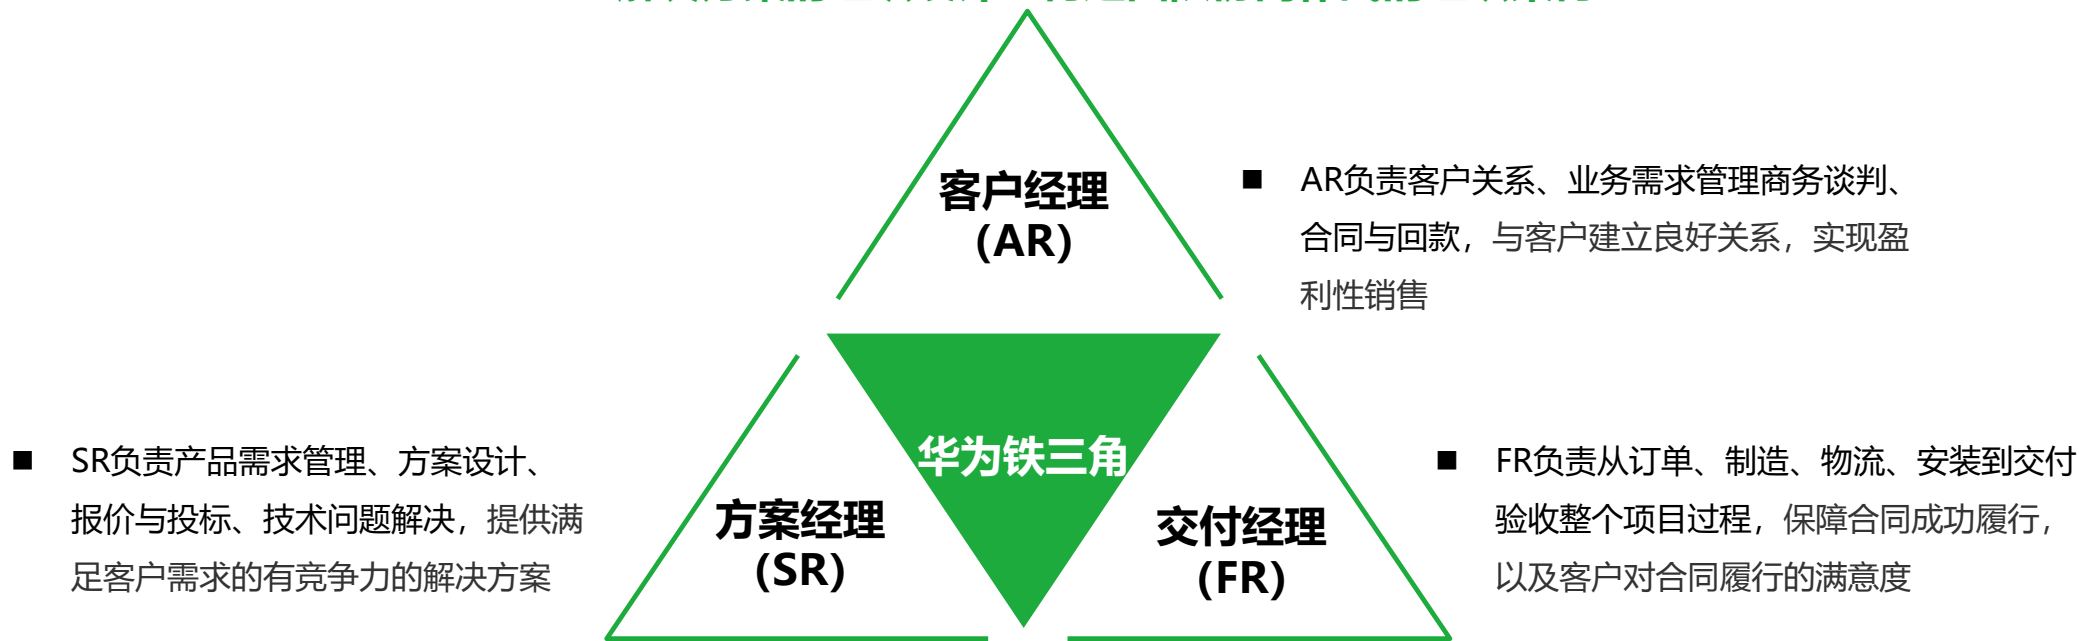 客户经理
(AR)
■ AR负责客户关系、业务需求管理商务谈判、
合同与回款，与客户建立良好关系，实现盈
利性销售
华为铁三角
■ SR负责产品需求管理、方案设计、
报价与投标、技术问题解决，提供满
足客户需求的有竞争力的解决方案
方案经理
(SR)
交付经理
(FR)
■ FR负责从订单、制造、物流、安装到交付
验收整个项目过程，保障合同成功履行，
以及客户对合同履行的满意度